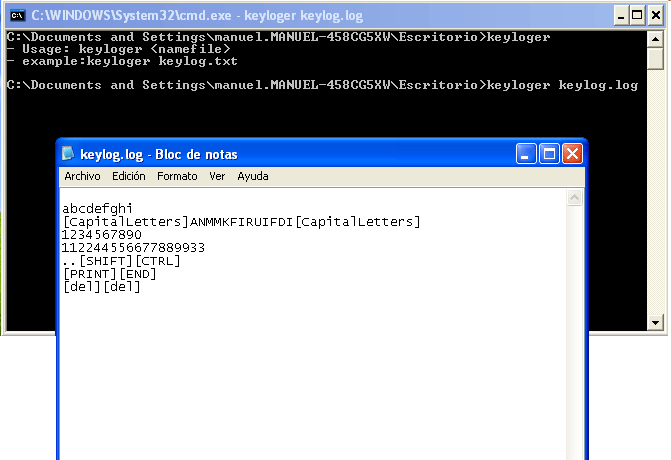 C:\WINDOWS\System32\cmd.exe - keyloger keylog.log
C:\Documents and Settings\manuel.MANUEL-458CG5XW\Escritorio>keyloger
- Usage: keyloger <namefile>
- example:keyloger keylog.txt
C:\Documents and Settings\manuel.MANUEL-458CG5XW\Escritorio>keyloger keylog.log
keylog.log - Bloc de notas
Archivo Edición Formato Ver Ayuda
abcdefghi
[CapitalLetters]ANMMKFIRUIFDI[CapitalLetters]
1234567890
112244556677889933
..[SHIFT][CTRL]
[PRINT][END]
[del][del]